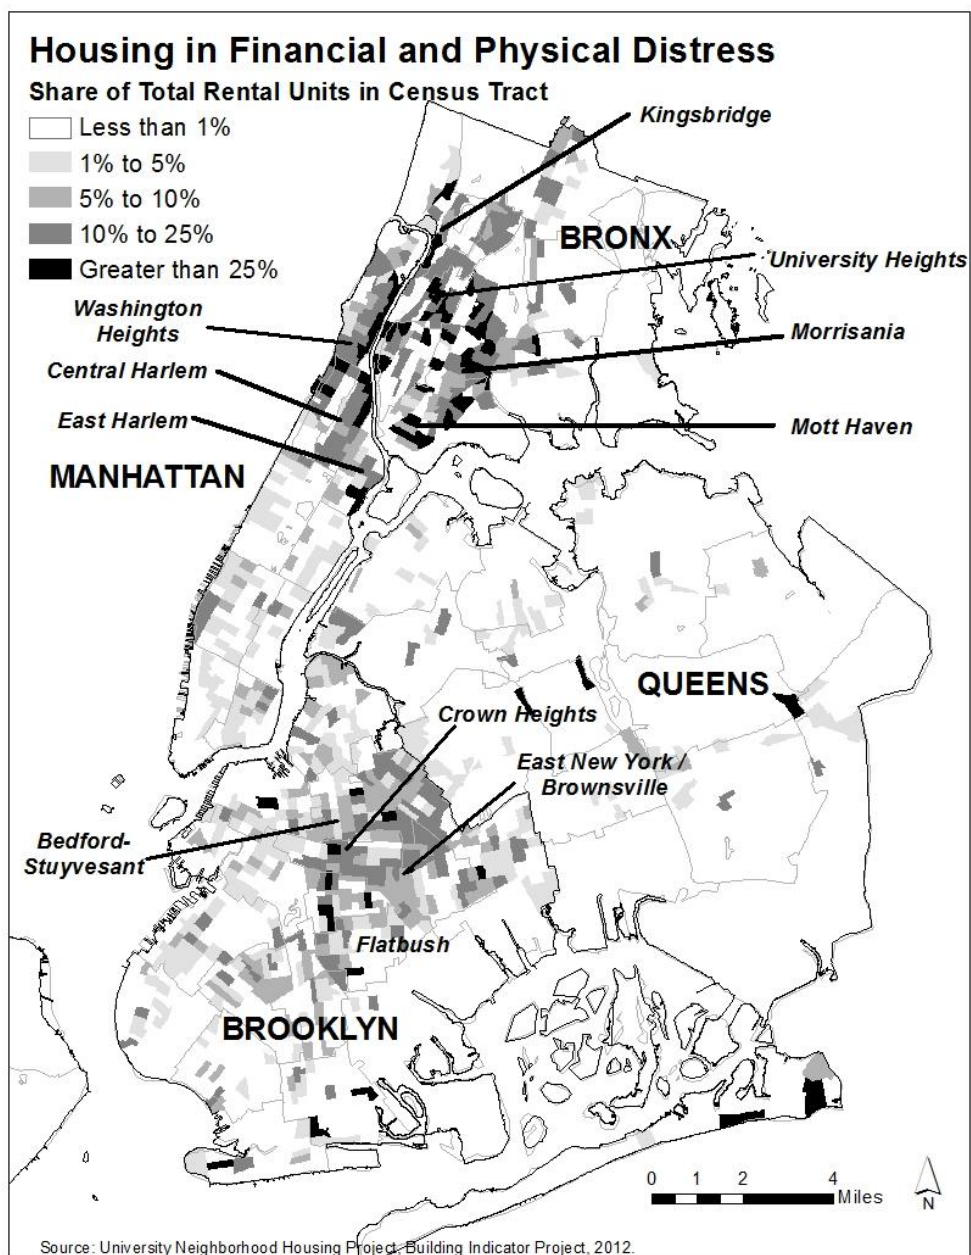 Housing in Financial and Physical Distress
Share of Total Rental Units in Census Tract
Less than 1%
1% to 5%
5% to 10%
10% to 25%
Greater than 25%
Kingsbridge
BRONX
University Heights
Washington
Heights
Morrisania
Central Harlem
East Harlem
Mott Haven
MANHATTAN
QUEENS
Crown Heights
East New York /
Brownsville
Bedford-
Stuyvesant
Flatbush
BROOKLYN
0 1 2 4
Miles
N
Source: University Neighborhood Housing Project, Building Indicator Project, 2012.